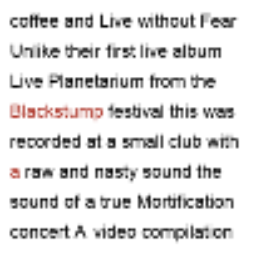 coffee and Live without Fear
Unlike their first live album
Live Planetarium from the
Blackstump festival this was
recorded at a small club with
a raw and nasty sound the
sound of a true Mortification
concert A video compilation